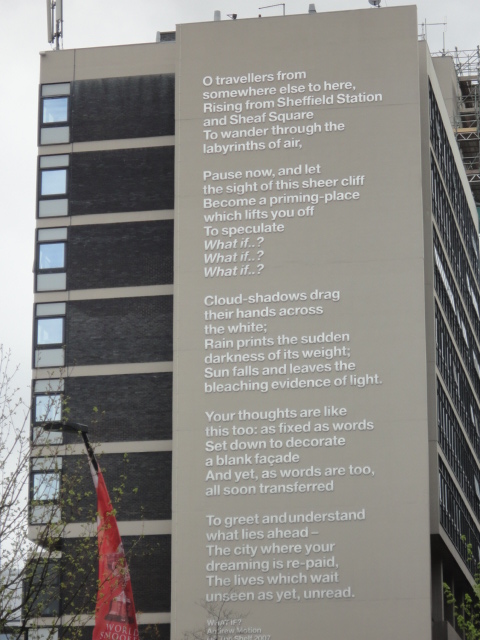 O travellers from
somewhere else to here,
Rising from Sheffield Station
and Sheaf Square
To wander through the
labyrinths of air,
Pause now, and let
the sight of this sheer cliff
Become a priming-place
which lifts you off
To speculate
What if..?
What if..?
What if..?
Cloud-shadows drag
their hands across
the white;
Rain prints the sudden
darkness of its weight;
Sun falls and leaves the
bleaching evidence of light.
Your thoughts are like
this too: as fixed as words
Set down to decorate
a blank façade
And yet, as words are too,
all soon transferred
To greet and understand
what lies ahead –
The city where your
dreaming is re-paid,
The lives which wait
unseen as yet, unread.
WHAT IF?
Andrew Motion
2007
WORLD